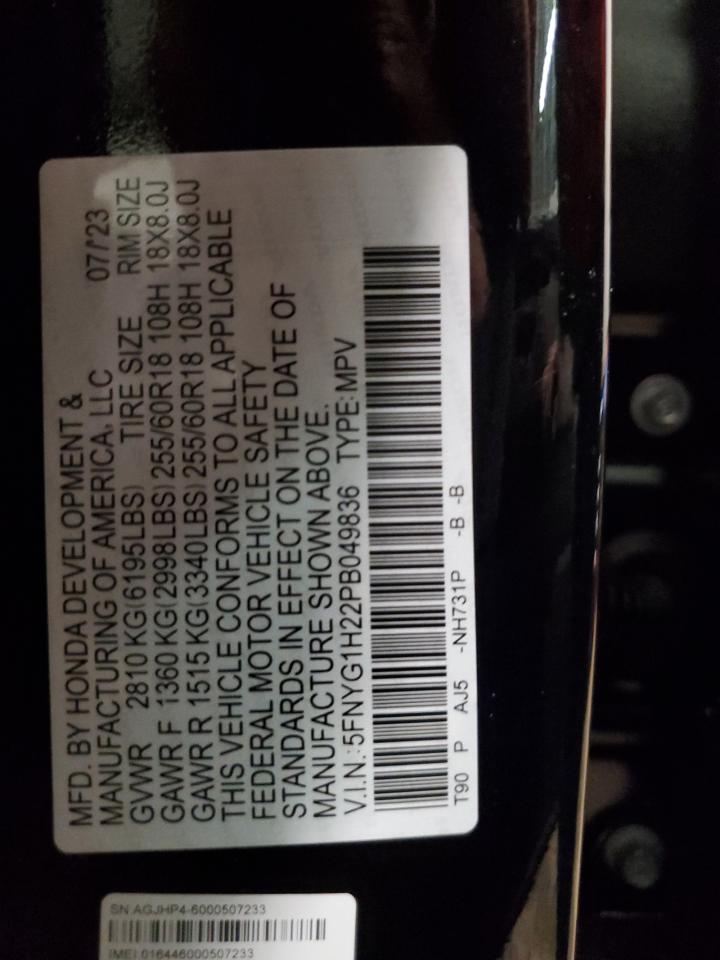 MFD. BY HONDA DEVELOPMENT &
MANUFACTURING OF AMERICA, LLC 07/'23
GVWR 2810 KG(6195LBS) TIRE SIZE RIM SIZE
GAWR F 1360 KG(2998LBS) 255/60R18 108H 18X8.0J
GAWR R 1515 KG(3340LBS) 255/60R18 108H 18X8.0J
THIS VEHICLE CONFORMS TO ALL APPLICABLE
FEDERAL MOTOR VEHICLE SAFETY
STANDARDS IN EFFECT ON THE DATE OF
MANUFACTURE SHOWN ABOVE.
V.I.N.:5FNYG1H22PB049836 TYPE:MPV
T90 P AJ5 -NH731P -B -B
SN AGJHP4-6000507233
IMEI 016446000507233